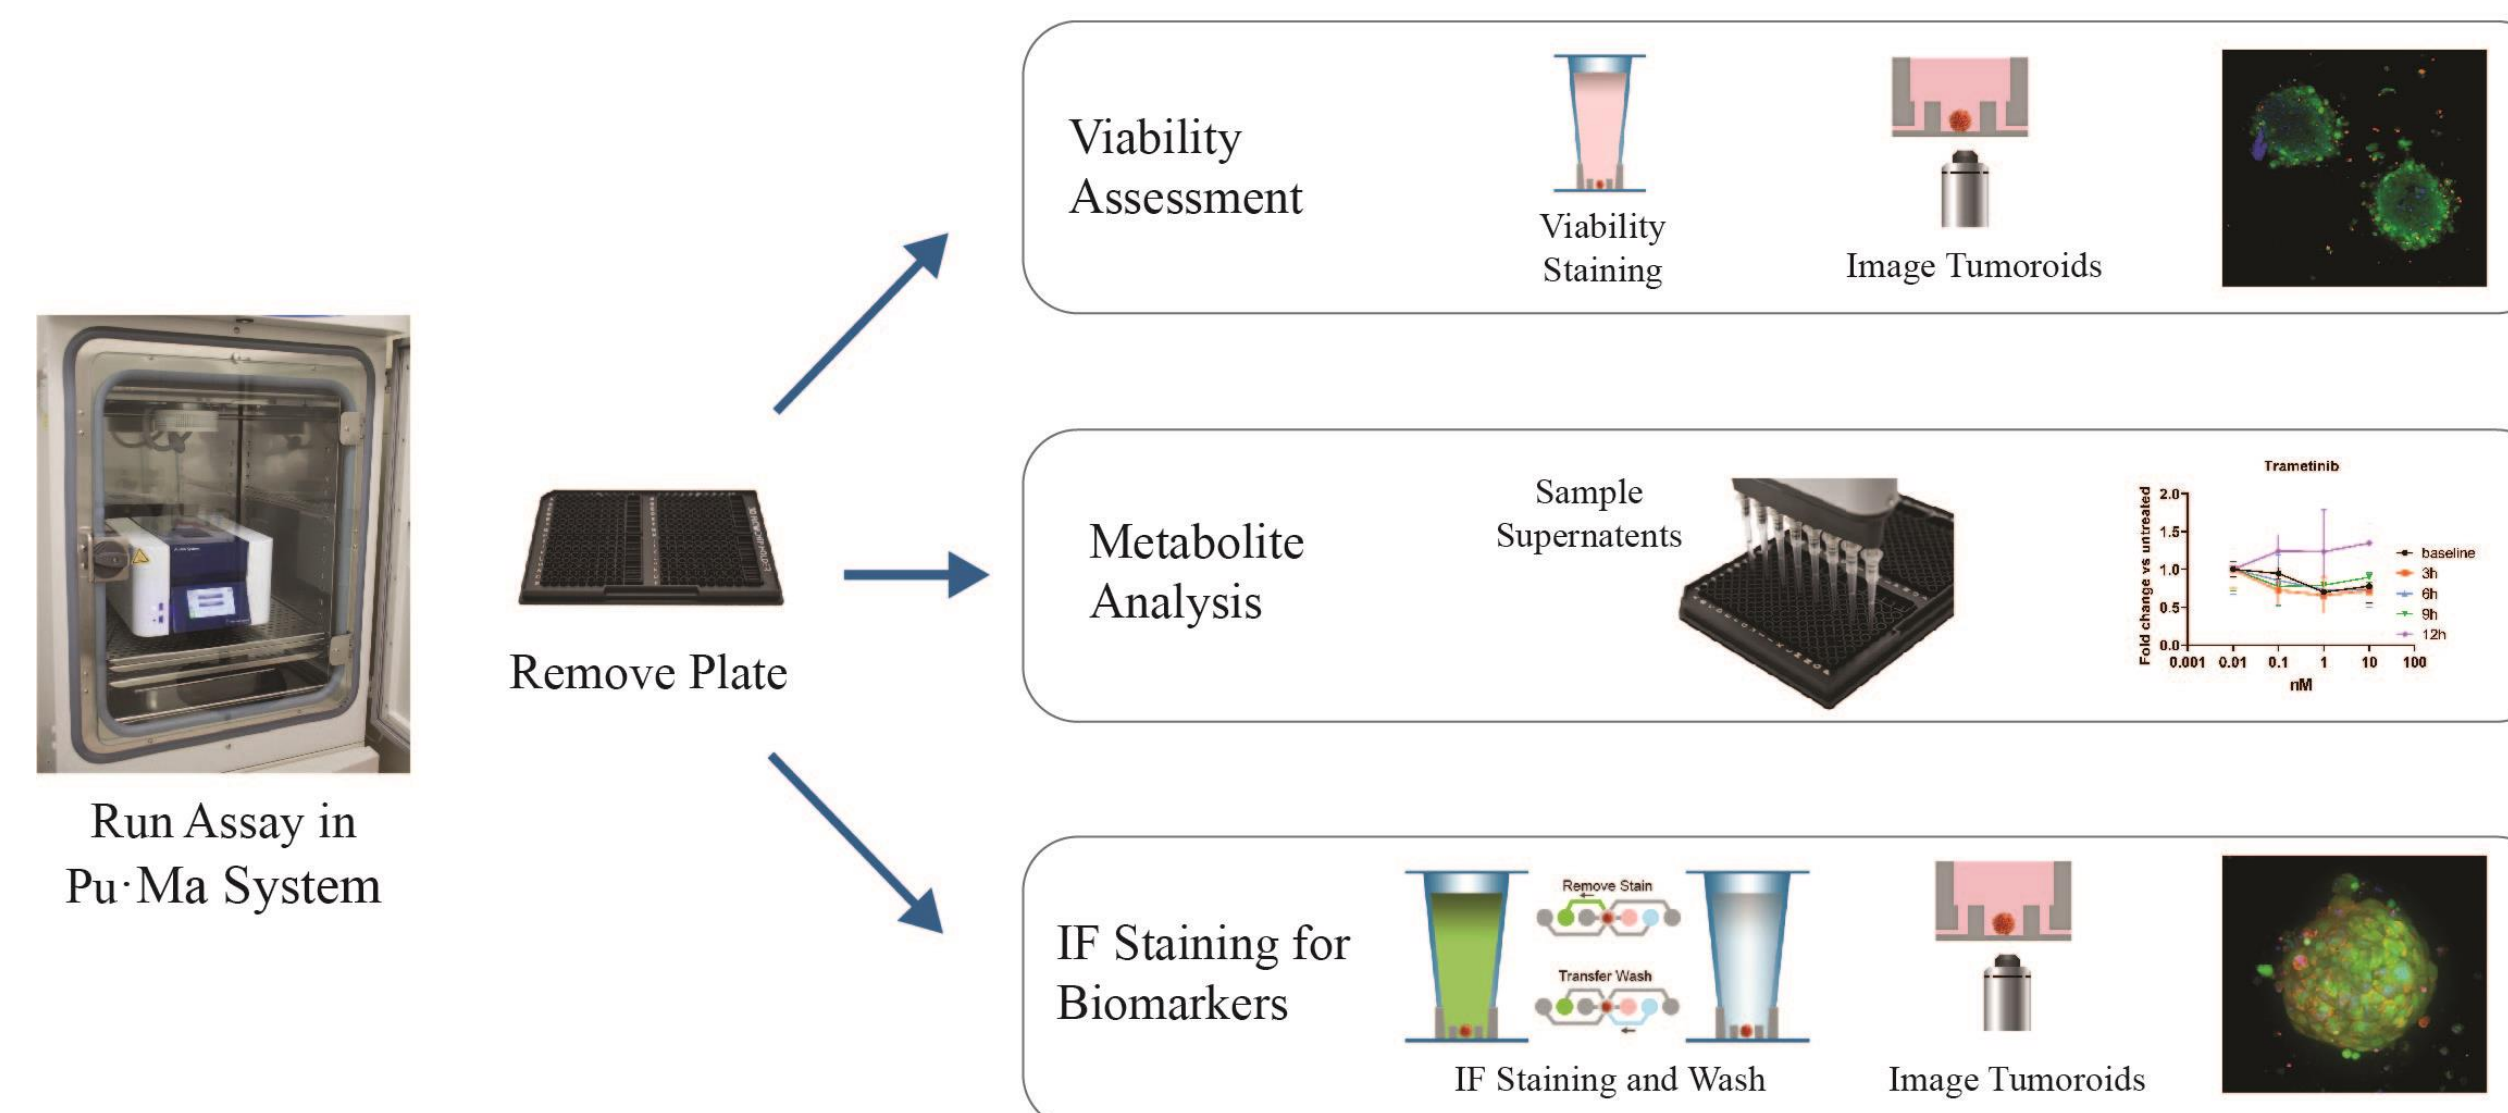 Run Assay in
Pu·Ma System
Remove Plate
Viability
Assessment
Viability
Staining
Image Tumoroids
Metabolite
Analysis
Sample
Supernatents
Trametinib
Fold change vs untreated
2.0
1.5
1.0
0.5
0.0
0.001 0.01 0.1 1 10 100
nM
baseline
3h
6h
9h
12h
IF Staining for
Biomarkers
Remove Stain
Transfer Wash
IF Staining and Wash
Image Tumoroids